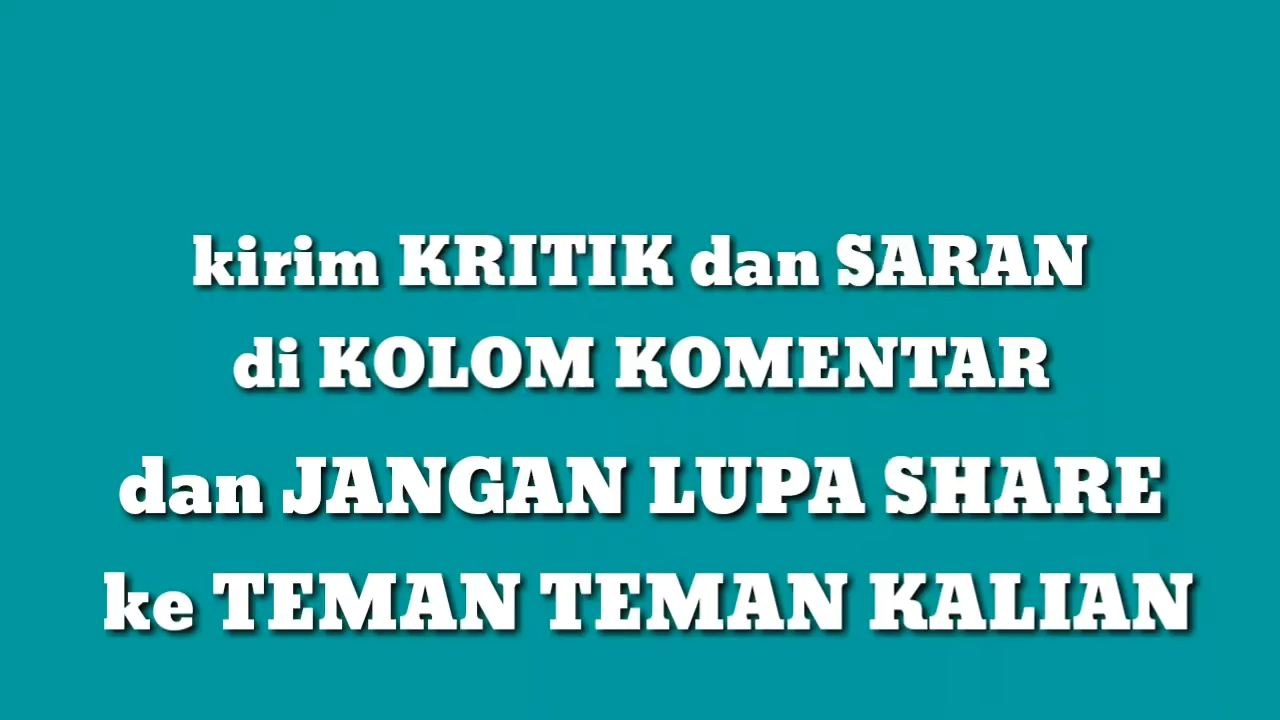 kirim KRITIK dan SARAN
di KOLOM KOMENTAR
dan JANGAN LUPA SHARE
ke TEMAN TEMAN KALIAN